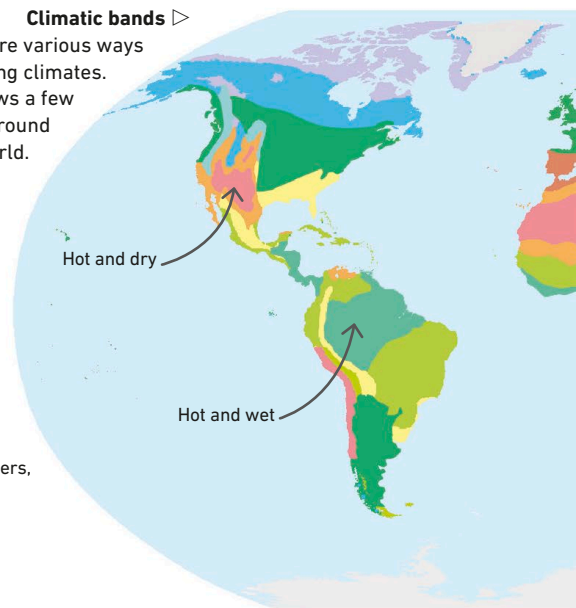 Climatic bands ▷
re various ways
ng climates.
ws a few
round
rld.
Hot and dry
Hot and wet
ers,